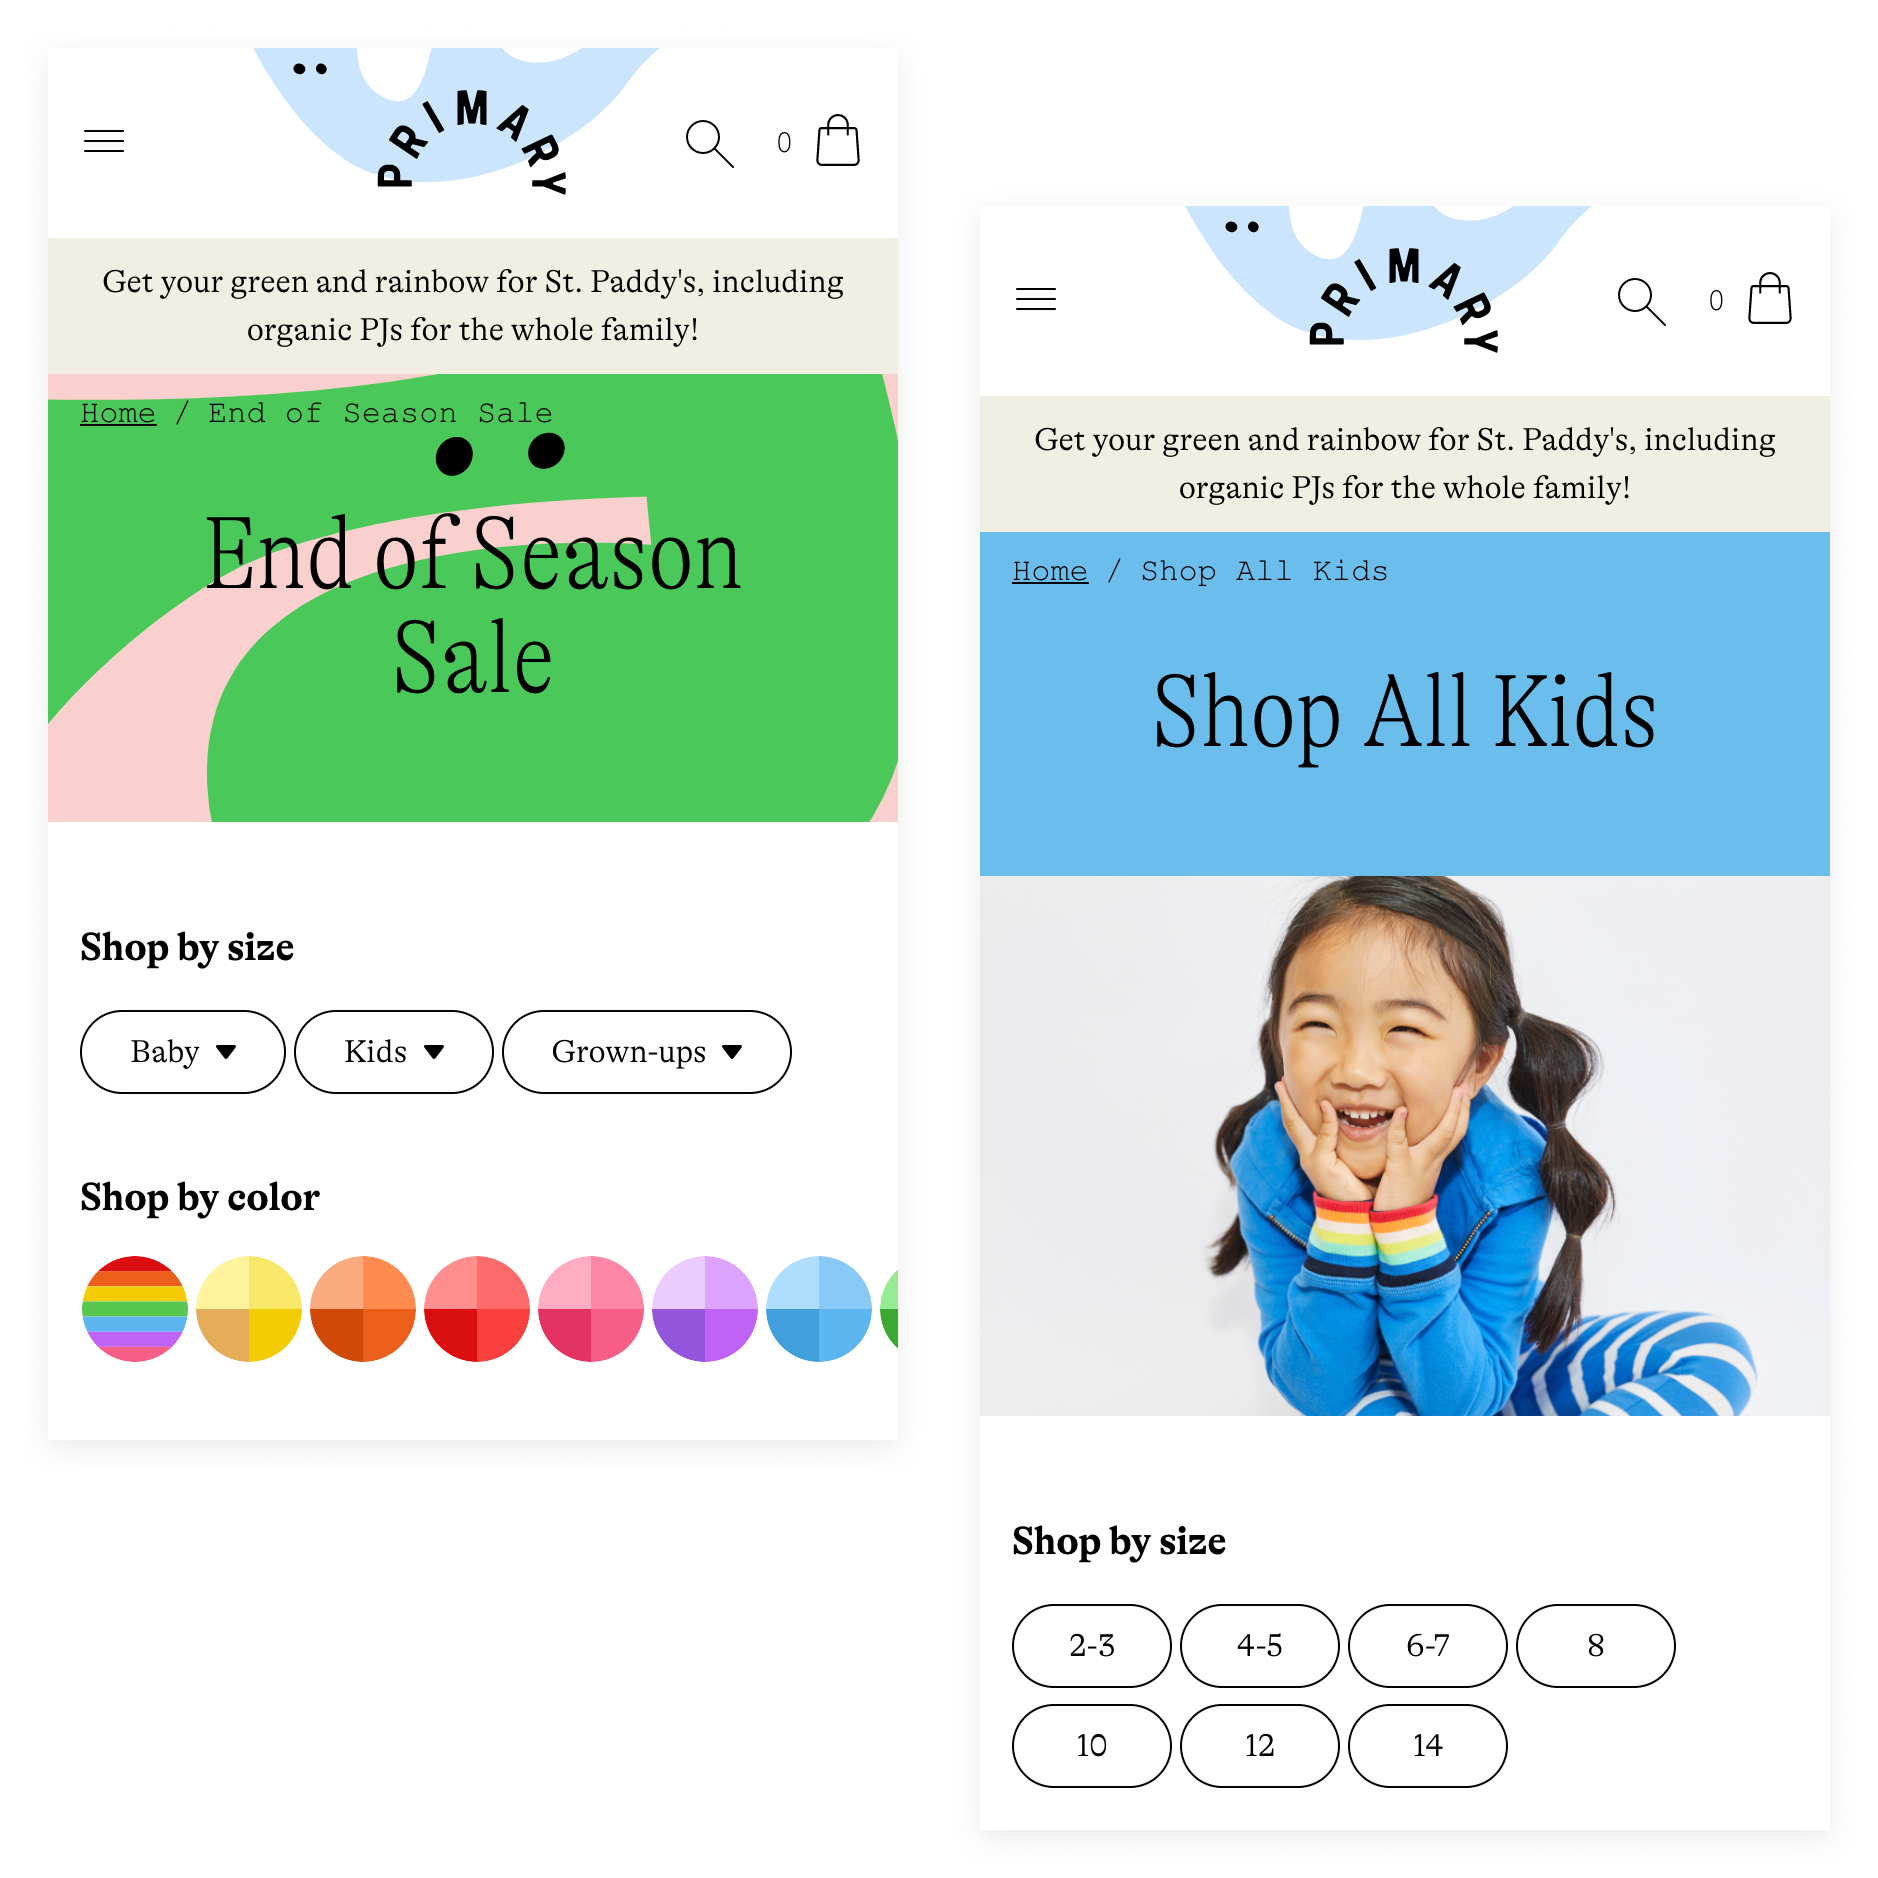 PRIMARY
0
Get your green and rainbow for St. Paddy's, including
organic PJs for the whole family!
Home / End of Season Sale
End of Season
Sale
Shop by size
Baby
Kids
Grown-ups
Shop by color
PRIMARY
0
Get your green and rainbow for St. Paddy's, including
organic PJs for the whole family!
Home / Shop All Kids
Shop All Kids
Shop by size
2-3
4-5
6-7
8
10
12
14